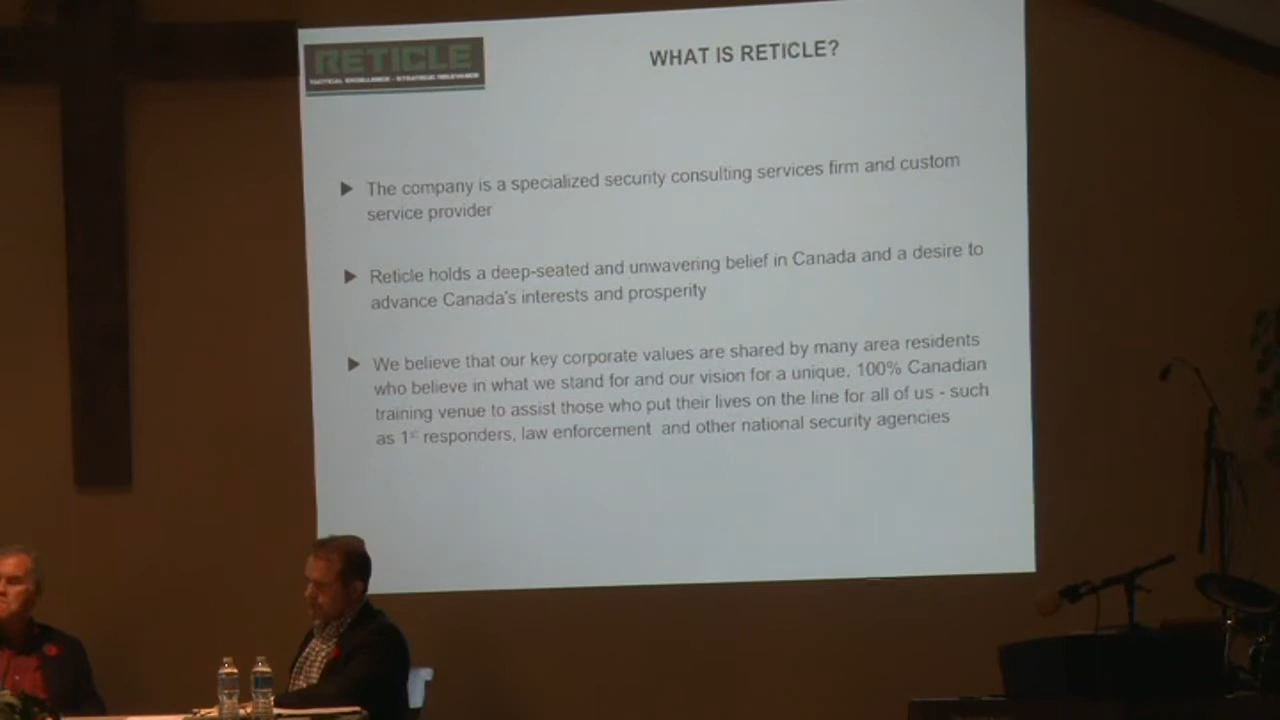 RETICLE
TACTICAL EXCELLENCE - STRATEGIC RELEVANCE
WHAT IS RETICLE?
The company is a specialized security consulting services firm and custom
service provider
Reticle holds a deep-seated and unwavering belief in Canada and a desire to
advance Canada's interests and prosperity
We believe that our key corporate values are shared by many area residents
who believe in what we stand for and our vision for a unique, 100% Canadian
training venue to assist those who put their lives on the line for all of us - such
as 1st responders, law enforcement and other national security agencies